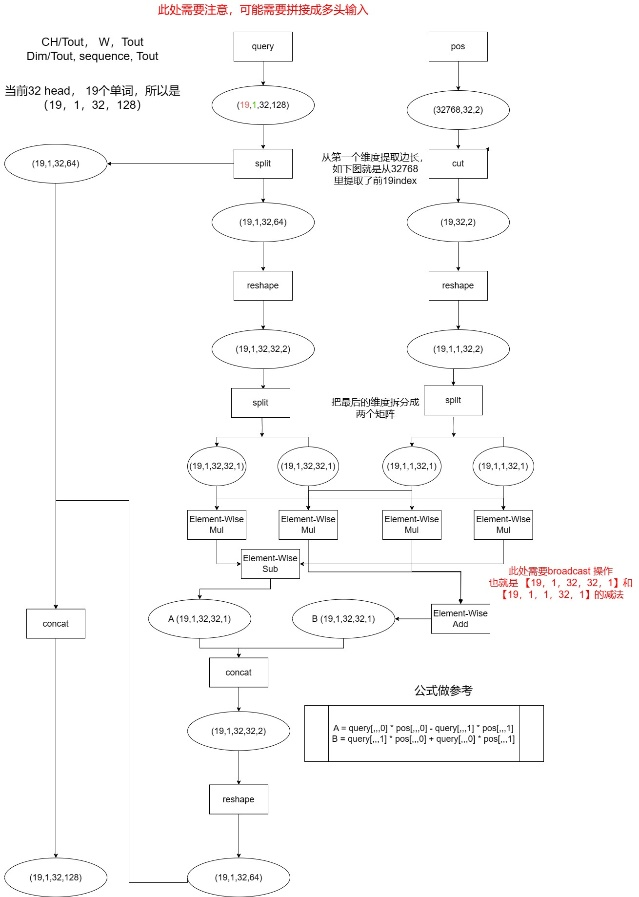 此处需要注意，可能需要拼接成多头输入
CH/Tout， W，Tout
Dim/Tout, sequence, Tout
当前32 head， 19个单词，所以是
（19，1，32，128）
query
pos
(19,1,32,128)
(32768,32,2)
(19,1,32,64)
split
从第一个维度提取边长，
如下图就是从32768
里提取了前19index
cut
(19,1,32,64)
(19,32,2)
reshape
reshape
(19,1,32,32,2)
(19,1,1,32,2)
split
把最后的维度拆分成
两个矩阵
split
(19,1,32,32,1)
(19,1,32,32,1)
(19,1,1,32,1)
(19,1,1,32,1)
Element-Wise
Mul
Element-Wise
Mul
Element-Wise
Mul
Element-Wise
Mul
Element-Wise
Sub
此处需要broadcast 操作
也就是 【19，1，32，32，1】和
【19，1，1，32，1】的减法
A (19,1,32,32,1)
B (19,1,32,32,1)
Element-Wise
Add
concat
concat
公式做参考
A = query[,,,0] * pos[,,,0] - query[,,,1] * pos[,,,1]
B = query[,,,1] * pos[,,,0] + query[,,,0] * pos[,,,1]
(19,1,32,32,2)
reshape
(19,1,32,128)
(19,1,32,64)